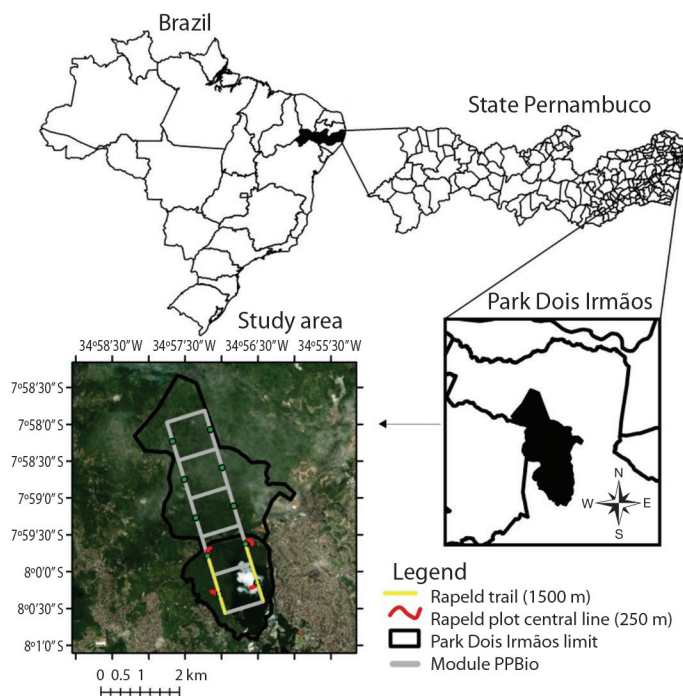 Brazil
State Pernambuco
Park Dois Irmãos
Study area
34°58'30"W 34°57'30"W 34°56'30"W 34°55'30"W
7°58'30"S
7°58'0"S
7°58'30"S
7°59'0"S
7°59'30"S
8°0'0"S
8°0'30"S
8°1'0"S
N
W E
S
Legend
Rapeld trail (1500 m)
Rapeld plot central line (250 m)
Park Dois Irmãos limit
Module PPBio
0 0.5 1 2 km